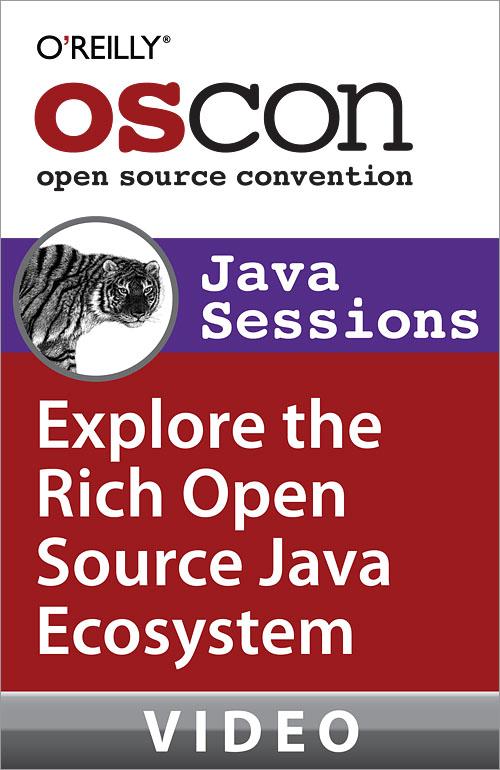 O'REILLY®
oscon
open source convention
Java
Sessions
Explore the
Rich Open
Source Java
Ecosystem
VIDEO